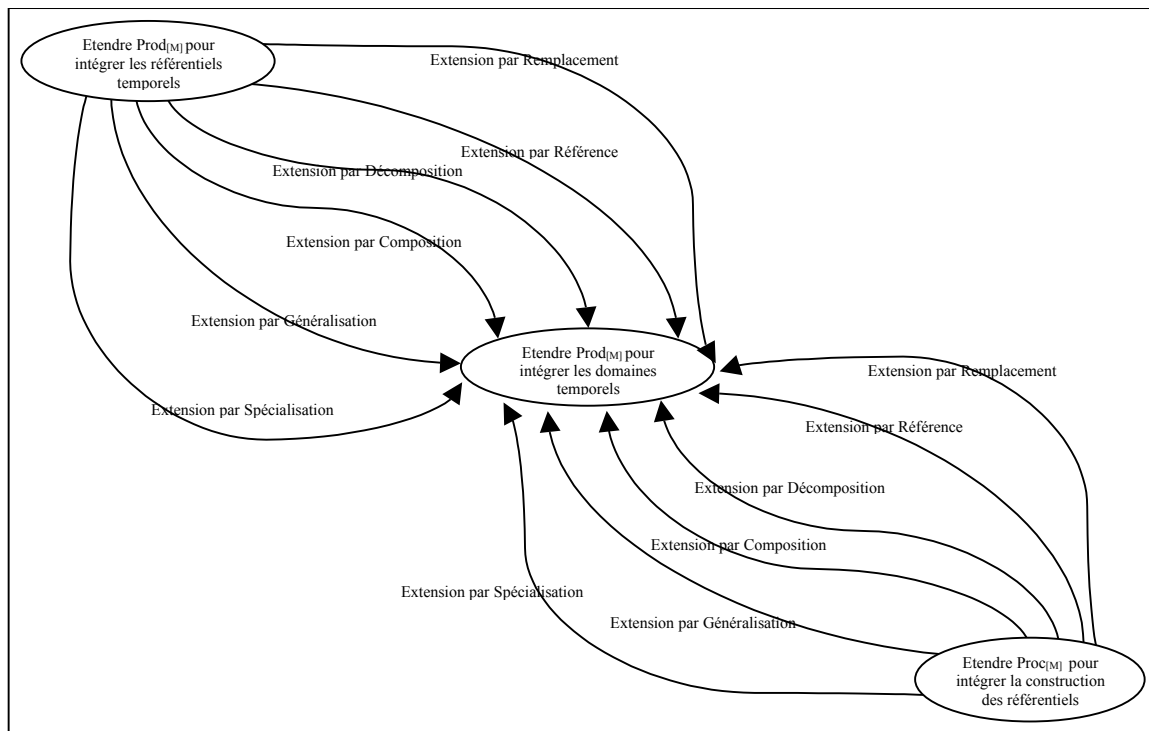 Etendre Prod[M] pour
intégrer les référentiels
temporels
Extension par Remplacement
Extension par Référence
Extension par Décomposition
Extension par Composition
Extension par Généralisation
Extension par Spécialisation
Etendre Prod[M] pour
intégrer les domaines
temporels
Extension par Remplacement
Extension par Référence
Extension par Décomposition
Extension par Composition
Extension par Spécialisation
Extension par Généralisation
Etendre Proc[M] pour
intégrer la construction
des référentiels